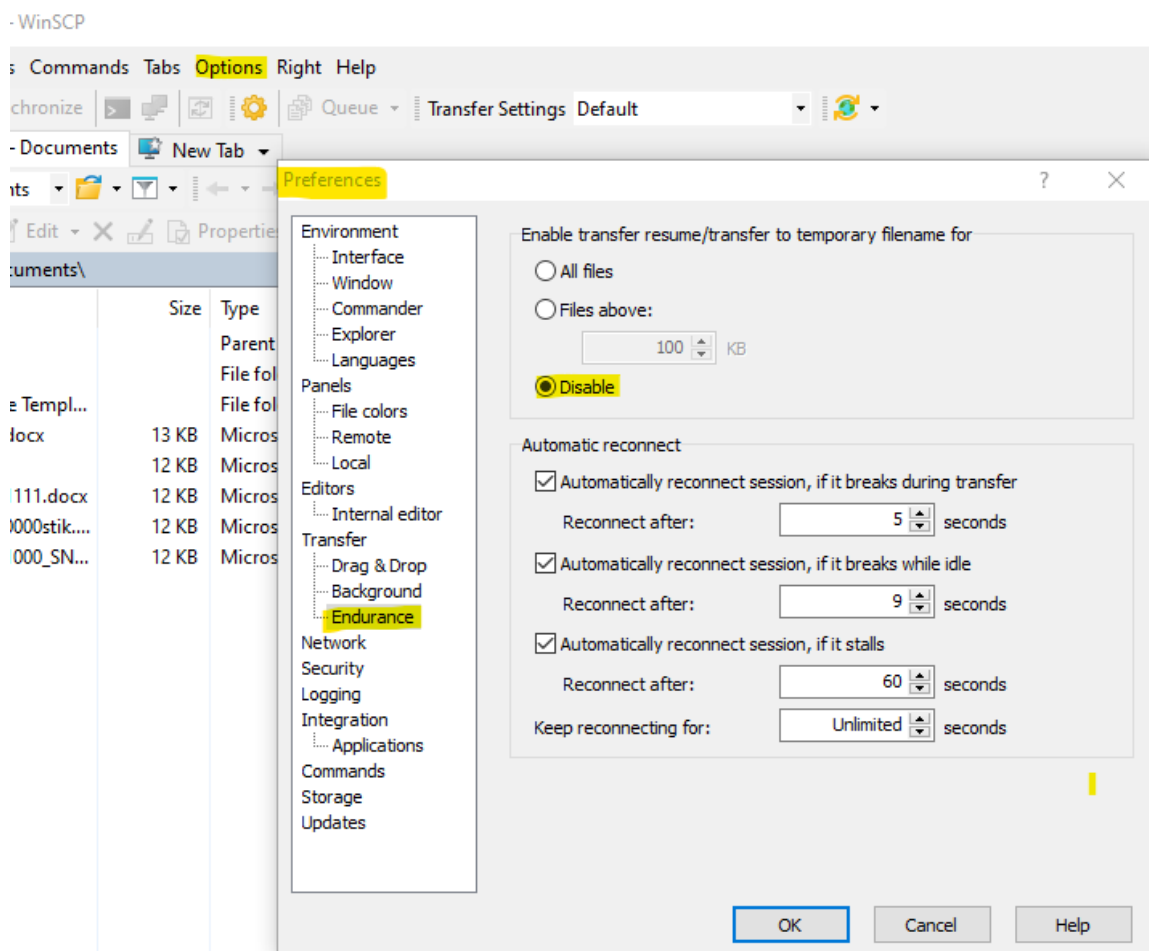 - WinSCP
s Commands Tabs Options Right Help
chronize Queue Transfer Settings Default
- Documents New Tab
nts
Preferences ?
Edit Properties
cuments\
Size Type
Parent
File fol
e Templ... File fol
docx 13 KB Micros
12 KB Micros
111.docx 12 KB Micros
0000stik.... 12 KB Micros
000_SN... 12 KB Micros
Environment
Interface
Window
Commander
Explorer
Languages
Panels
File colors
Remote
Local
Editors
Internal editor
Transfer
Drag & Drop
Background
Endurance
Network
Security
Logging
Integration
Applications
Commands
Storage
Updates
Enable transfer resume/transfer to temporary filename for
All files
Files above:
100 KB
Disable
Automatic reconnect
Automatically reconnect session, if it breaks during transfer
Reconnect after: 5 seconds
Automatically reconnect session, if it breaks while idle
Reconnect after: 9 seconds
Automatically reconnect session, if it stalls
Reconnect after: 60 seconds
Keep reconnecting for: Unlimited seconds
OK Cancel Help